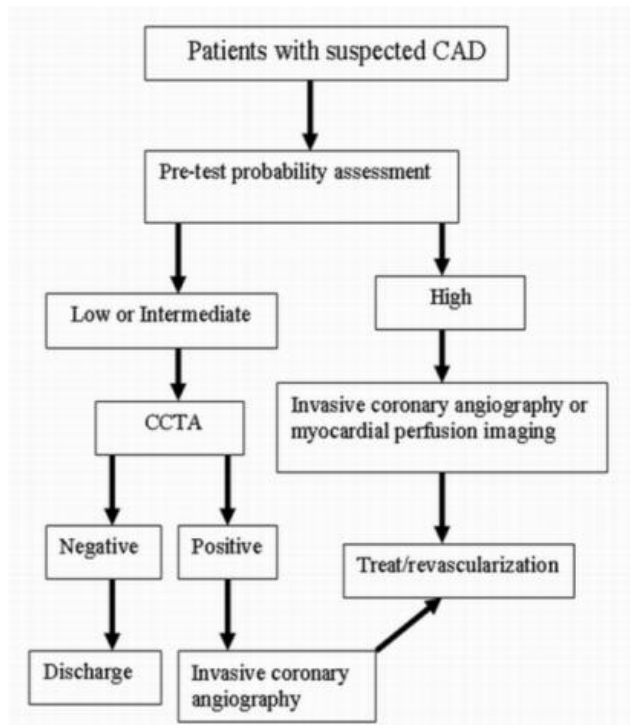 Patients with suspected CAD
Pre-test probability assessment
Low or Intermediate
High
CCTA
Invasive coronary angiography or
myocardial perfusion imaging
Negative
Positive
Treat/revascularization
Discharge
Invasive coronary
angiography